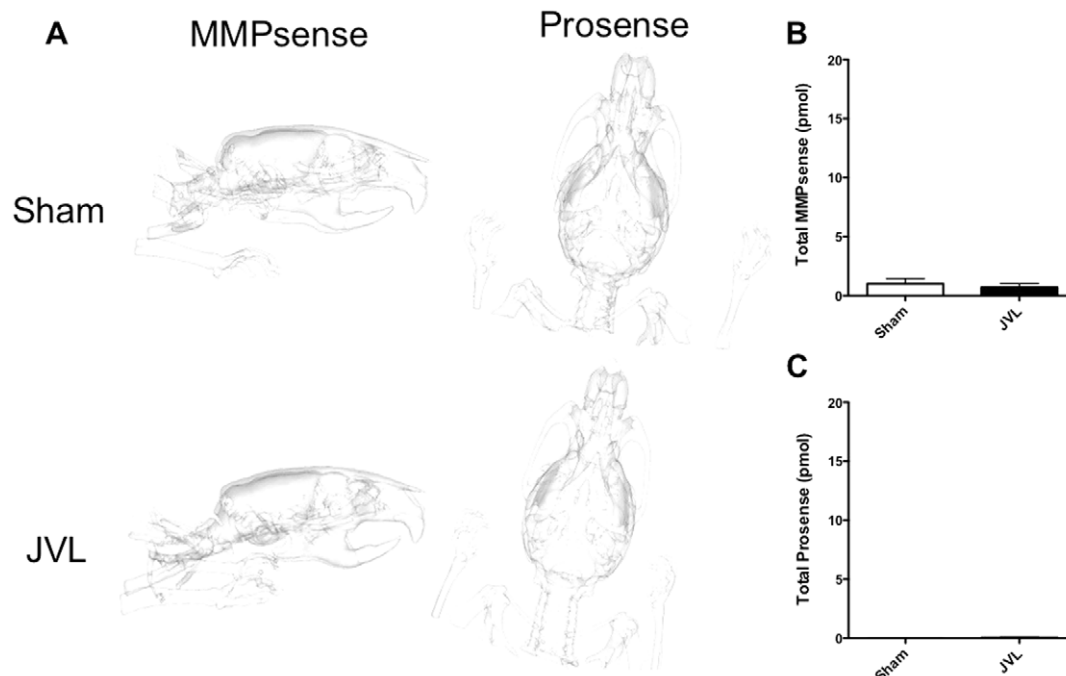 A
MMPsense
Prosense
Sham
JVL
B
Total MMPsense (pmol)
20
15
10
5
0
Sham
JVL
C
Total Prosense (pmol)
20
15
10
5
0
Sham
JVL